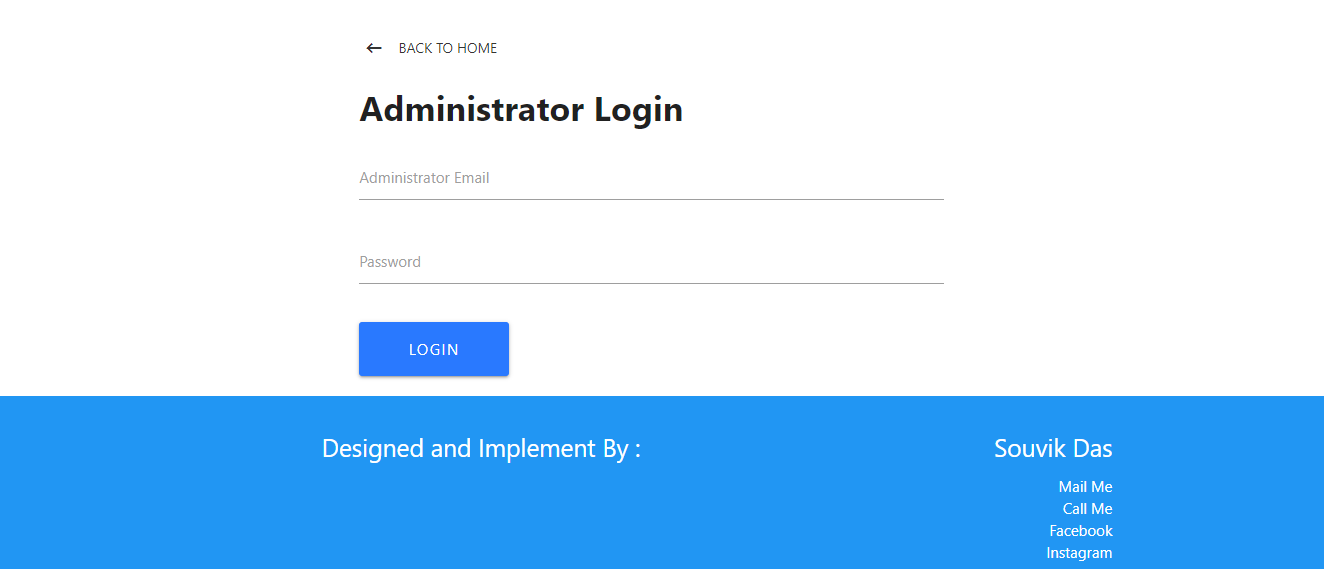 BACK TO HOME
Administrator Login
Administrator Email
Password
LOGIN
Designed and Implement By :
Souvik Das
Mail Me
Call Me
Facebook
Instagram